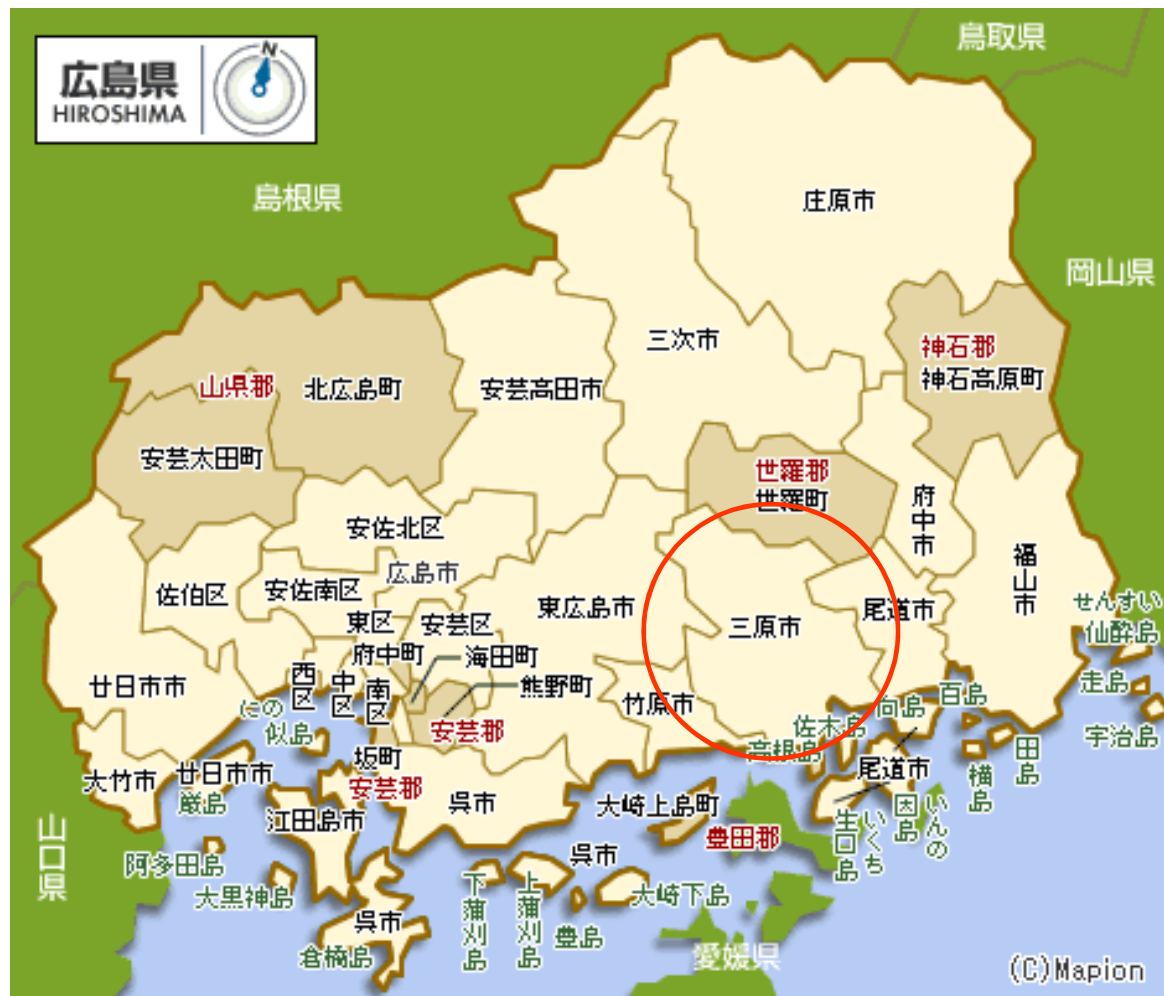 鳥取県
広島県
HIROSHIMA
N
島根県
庄原市
岡山県
三次市
神石郡
神石高原町
山県郡
北広島町
安芸高田市
安芸太田町
世羅郡
世羅町
府中市
安佐北区
福山市
広島市
佐伯区
安佐南区
東広島市
尾道市
せんすい
仙酔島
東区
安芸区
三原市
府中町
海田町
廿日市市
西区
中区
南区
熊野町
竹原市
百島
走島
にの
似島
安芸郡
佐木島
向島
宇治島
高根島
田島
横島
坂町
大竹市
廿日市市
厳島
安芸郡
尾道市
呉市
大崎上島町
江田島市
豊田郡
生口島
いくち
因島
いんの
山口県
阿多田島
呉市
大黒神島
下蒲刈島
上蒲刈島
大崎下島
呉市
豊島
倉橋島
愛媛県
(C)Mapion